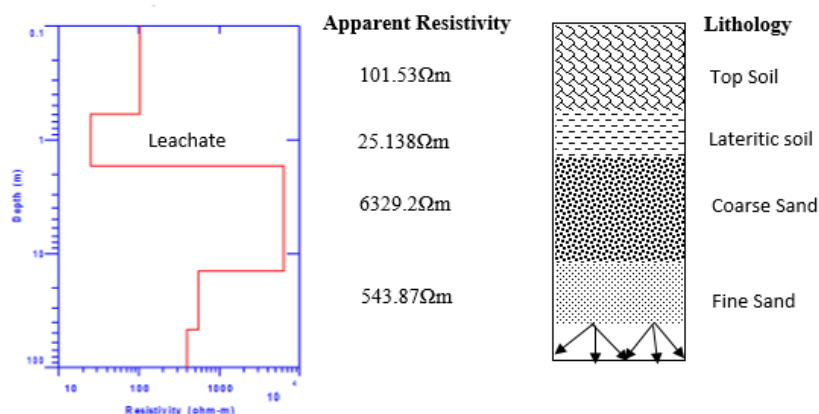 Apparent Resistivity
Lithology
0.1
1
10
100
Depth (m)
Leachate
10
100
1000
10 4
Resistivity (ohm-m)
101.53Ωm
25.138Ωm
6329.2Ωm
543.87Ωm
Top Soil
Lateritic soil
Coarse Sand
Fine Sand